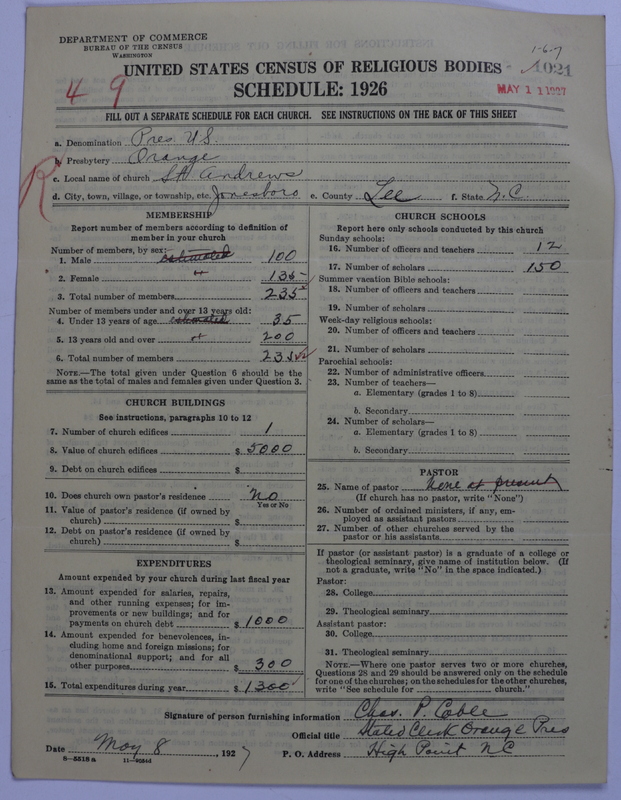 DEPARTMENT OF COMMERCE
BUREAU OF THE CENSUS
WASHINGTON
1-6-7
1021
UNITED STATES CENSUS OF RELIGIOUS BODIES
MAY 11 1927
SCHEDULE: 1926
4 9
FILL OUT A SEPARATE SCHEDULE FOR EACH CHURCH. SEE INSTRUCTIONS ON THE BACK OF THIS SHEET
R
a. Denomination Pres. U.S.
b. Presbytery Orange
c. Local name of church St Andrews
d. City, town, village, or township, etc. Jonesboro e. County Lee f. State N.C.
MEMBERSHIP
Report number of members according to definition of
member in your church
Number of members, by sex:
1. Male estimated 100
2. Female " 135
3. Total number of members 235
Number of members under and over 13 years old:
4. Under 13 years of age estimated 35
5. 13 years old and over " 200
6. Total number of members 235
NOTE.—The total given under Question 6 should be
same as the total of males and females given under Question 3.
CHURCH BUILDINGS
See instructions, paragraphs 10 to 12
7. Number of church edifices 1
8. Value of church edifices $ 5000
9. Debt on church edifices $
10. Does church own pastor's residence No
Yes or No
11. Value of pastor's residence (if owned by
church) $
12. Debt on pastor's residence (if owned by
church) $
EXPENDITURES
Amount expended by your church during last fiscal year
13. Amount expended for salaries, repairs,
and other running expenses; for im-
provements or new buildings; and for
payments on church debt $ 1000
14. Amount expended for benevolences, in-
cluding home and foreign missions; for
denominational support; and for all
other purposes $ 300
15. Total expenditures during year $ 1300
CHURCH SCHOOLS
Report here only schools conducted by this church
Sunday schools:
16. Number of officers and teachers 12
17. Number of scholars 150
Summer vacation Bible schools:
18. Number of officers and teachers
19. Number of scholars
Week-day religious schools:
20. Number of officers and teachers
21. Number of scholars
Parochial schools:
22. Number of administrative officers
23. Number of teachers—
a. Elementary (grades 1 to 8)
b. Secondary
24. Number of scholars—
a. Elementary (grades 1 to 8)
b. Secondary
PASTOR
25. Name of pastor None at present
(If church has no pastor, write "None")
26. Number of ordained ministers, if any, em-
ployed as assistant pastors
27. Number of other churches served by the
pastor or his assistants
If pastor (or assistant pastor) is a graduate of a college or
theological seminary, give name of institution below. (If
not a graduate, write "No" in the space indicated.)
Pastor:
28. College
29. Theological seminary
Assistant pastor:
30. College
31. Theological seminary
NOTE.—Where one pastor serves two or more churches,
Questions 28 and 29 should be answered only on the schedule
for one of the churches; on the schedules for the other churches,
write "See schedule for church."
Signature of person furnishing information Chas. P. Coble
Official title Stated Clerk Orange Pres
Date May 8 1927 P. O. Address High Point N C
8-5518 a 11-90544